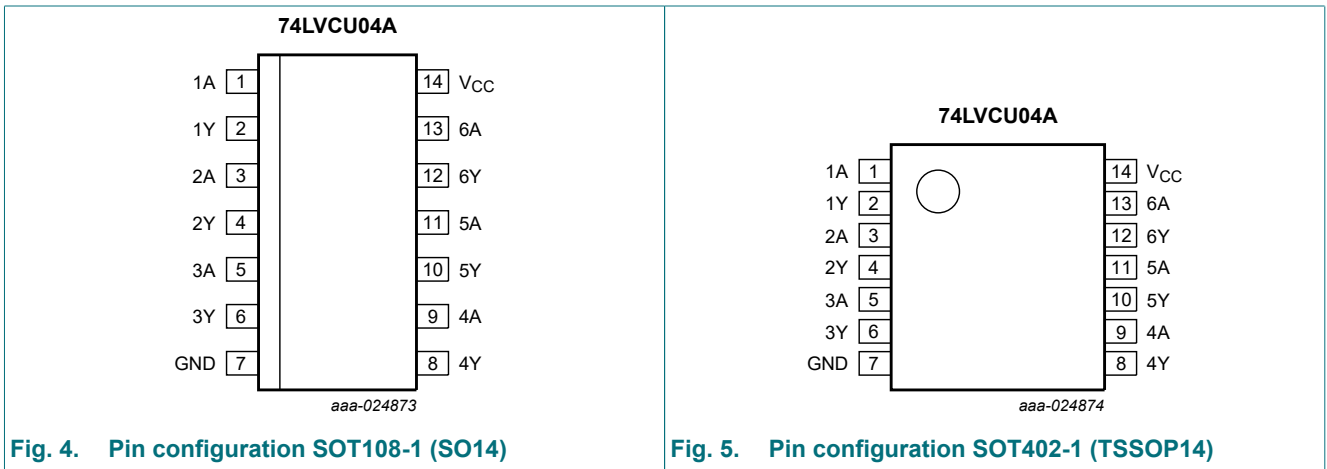 74LVCU04A
1A 1 14 VCC
1Y 2 13 6A
2A 3 12 6Y
2Y 4 11 5A
3A 5 10 5Y
3Y 6 9 4A
GND 7 8 4Y
aaa-024873
Fig. 4. Pin configuration SOT108-1 (SO14)
74LVCU04A
1A 1 14 VCC
1Y 2 13 6A
2A 3 12 6Y
2Y 4 11 5A
3A 5 10 5Y
3Y 6 9 4A
GND 7 8 4Y
aaa-024874
Fig. 5. Pin configuration SOT402-1 (TSSOP14)